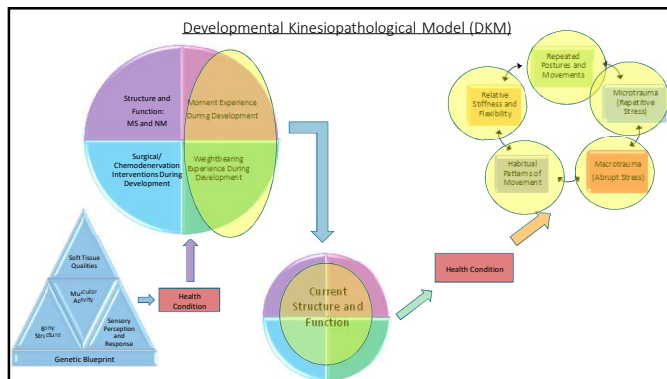 Developmental Kinesiopathological Model (DKM)
Structure and
Function:
MS and NM
Moment Experience
During Development
Surgical/
Chemodenervation
Interventions During
Development
Weightbearing
Experience During
Development
Soft Tissue
Qualities
Muscular
Activity
Bony
Structure
Sensory
Perception
and
Response
Genetic Blueprint
Health
Condition
Current
Structure and
Function
Health Condition
Repeated
Postures and
Movements
Relative
Stiffness and
Flexibility
Microtrauma
(Repetitive
Stress)
Habitual
Patterns of
Movement
Macrotrauma
(Abrupt Stress)